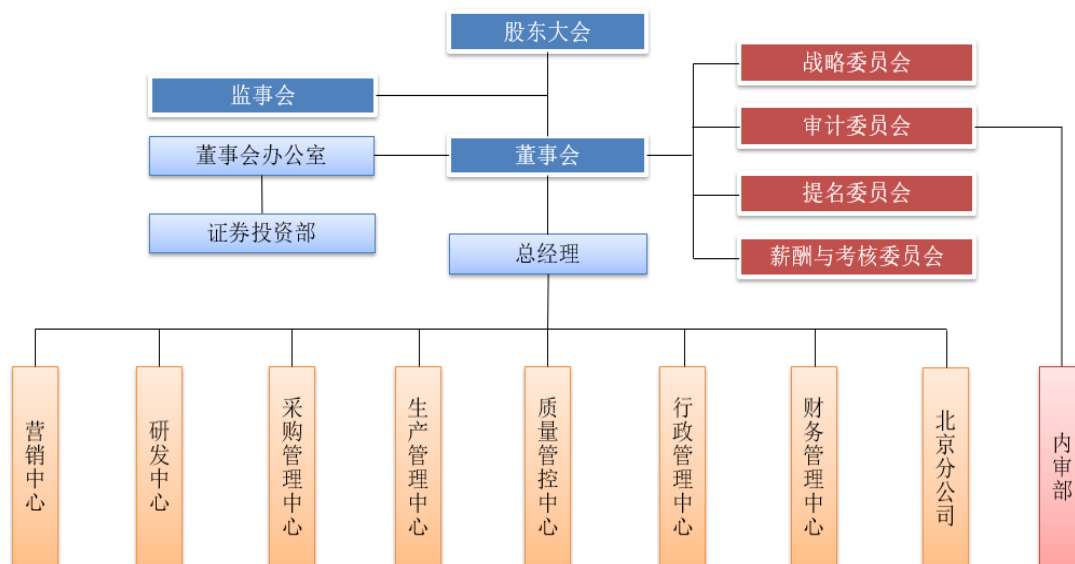 股东大会
战略委员会
监事会
审计委员会
董事会办公室
董事会
提名委员会
证券投资部
总经理
薪酬与考核委员会
营销中心
研发中心
采购管理中心
生产管理中心
质量管控中心
行政管理中心
财务管理中心
北京分公司
内审部